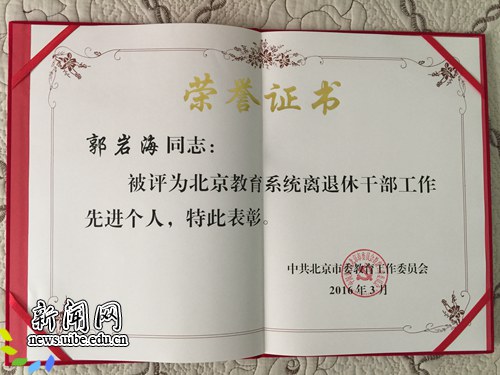 荣誉证书
郭岩海同志：
被评为北京教育系统离退休干部工作
先进个人，特此表彰。
中共北京市委教育工作委员会
2016年3月
新闻网
news.uibe.edu.cn